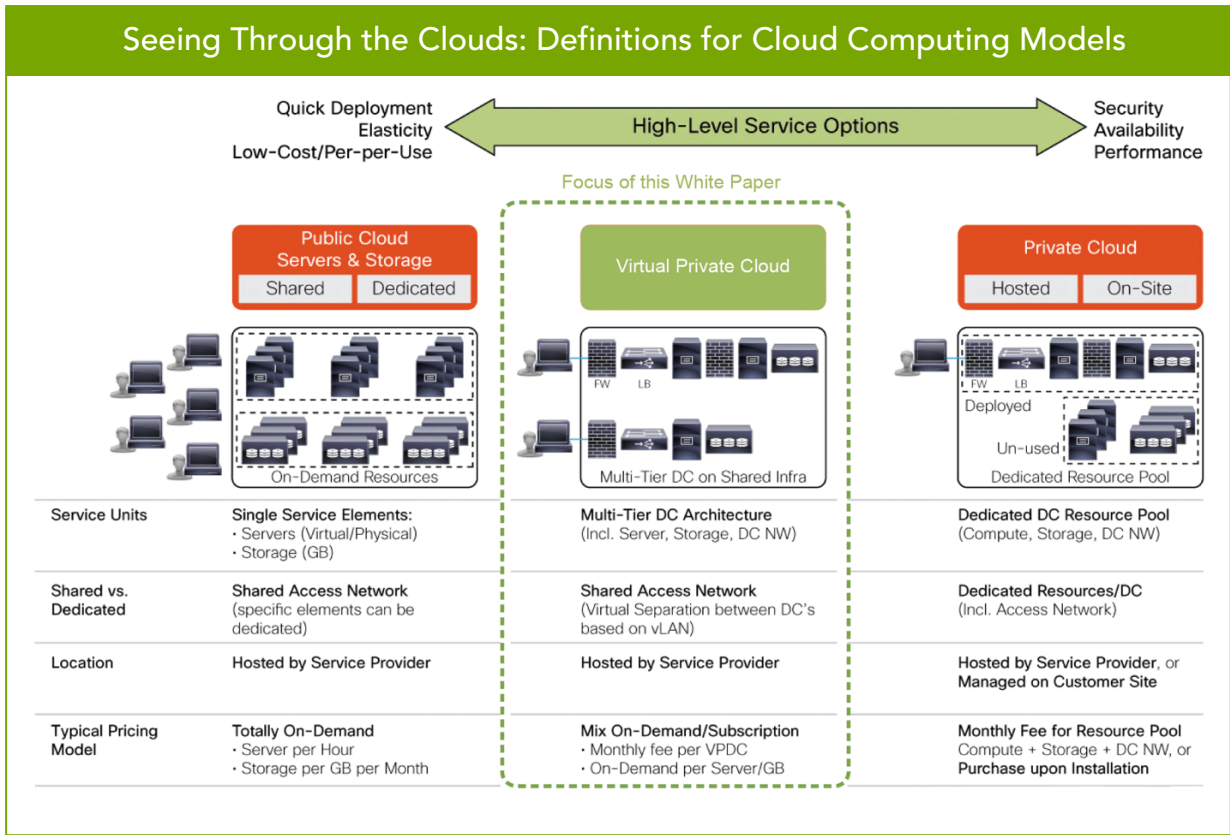 Seeing Through the Clouds: Definitions for Cloud Computing Models
Quick Deployment
Elasticity
Low-Cost/Per-per-Use
High-Level Service Options
Security
Availability
Performance
Focus of this White Paper
Public Cloud
Servers & Storage
Shared
Dedicated
Virtual Private Cloud
Private Cloud
Hosted
On-Site
FW
LB
FW
LB
Deployed
Un-used
On-Demand Resources
Multi-Tier DC on Shared Infra
Dedicated Resource Pool
Service Units
Single Service Elements:
· Servers (Virtual/Physical)
· Storage (GB)
Multi-Tier DC Architecture
(Incl. Server, Storage, DC NW)
Dedicated DC Resource Pool
(Compute, Storage, DC NW)
Shared vs.
Dedicated
Shared Access Network
(specific elements can be
dedicated)
Shared Access Network
(Virtual Separation between DC's
based on vLAN)
Dedicated Resources/DC
(Incl. Access Network)
Location
Hosted by Service Provider
Hosted by Service Provider
Hosted by Service Provider, or
Managed on Customer Site
Typical Pricing
Model
Totally On-Demand
· Server per Hour
· Storage per GB per Month
Mix On-Demand/Subscription
· Monthly fee per VPDC
· On-Demand per Server/GB
Monthly Fee for Resource Pool
Compute + Storage + DC NW, or
Purchase upon Installation